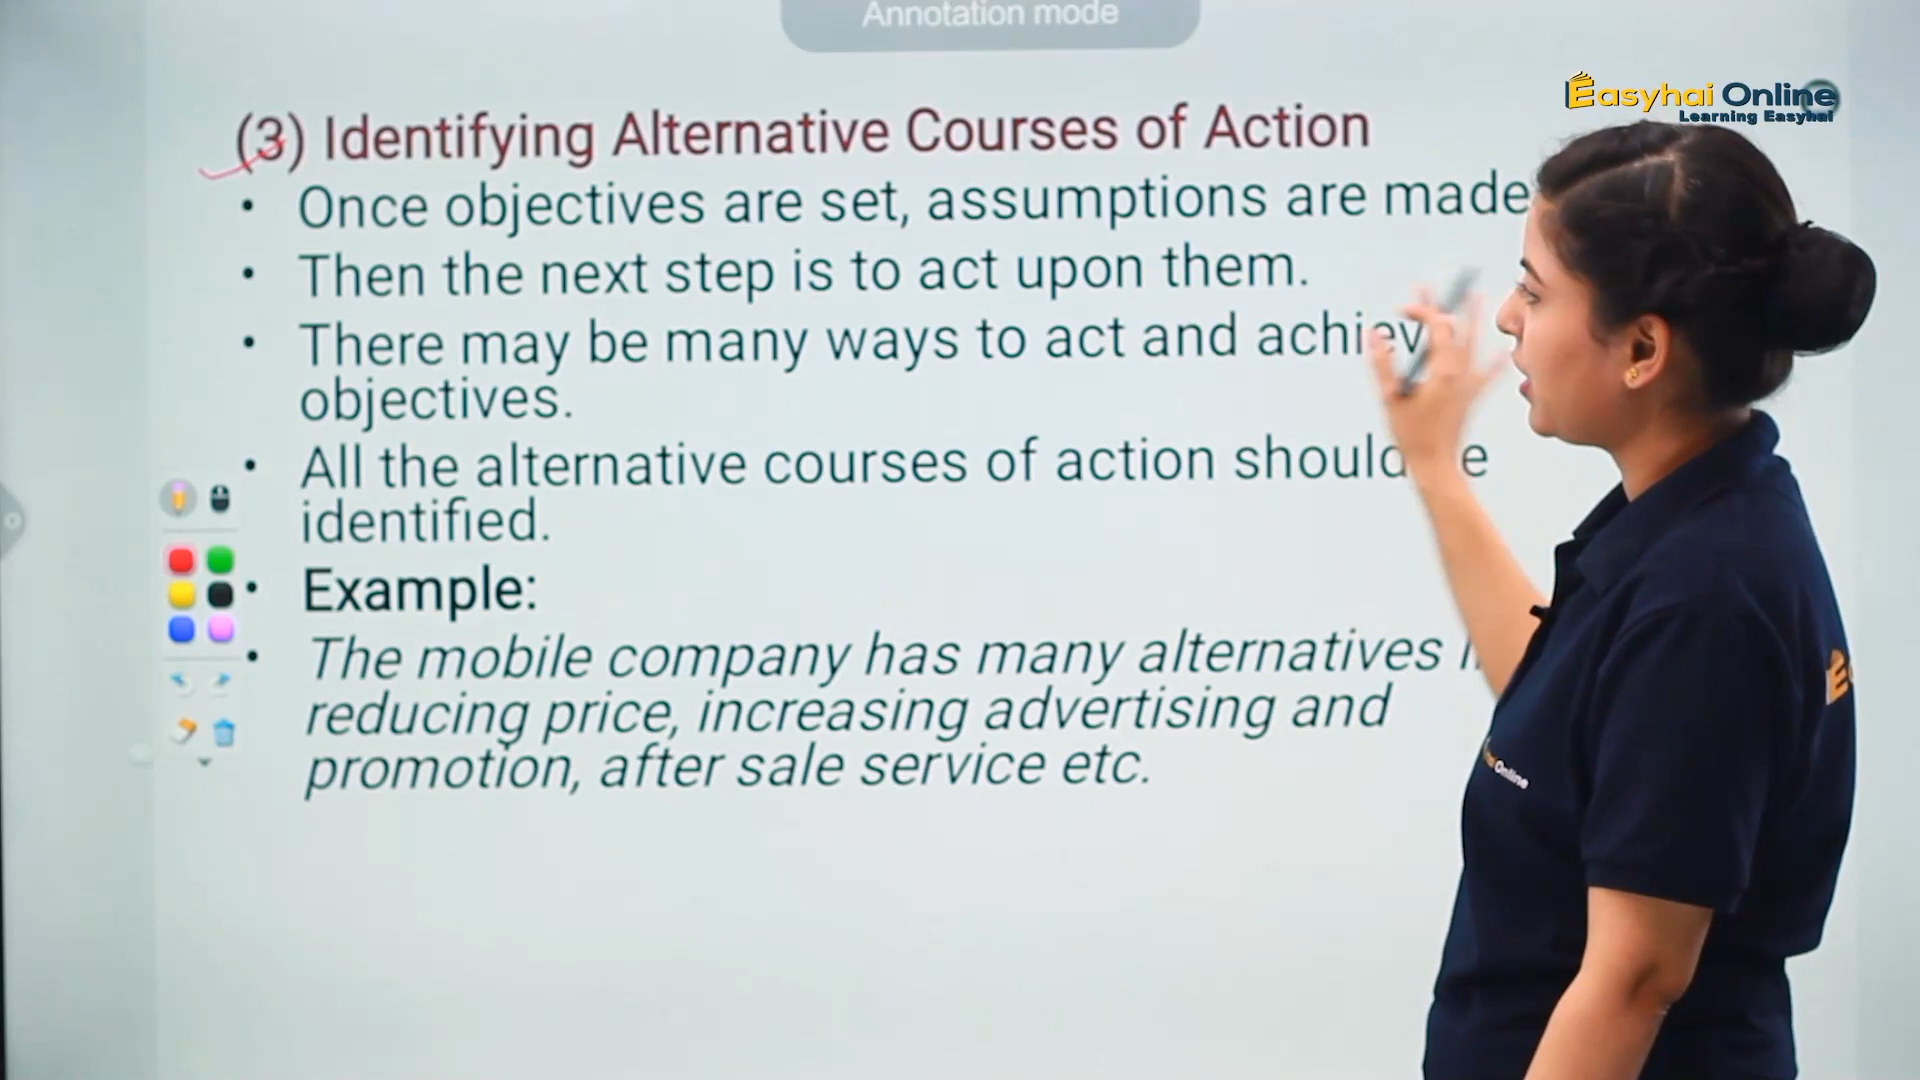 Annotation mode
Easyhai Online
Learning Easyhai
(3) Identifying Alternative Courses of Action
• Once objectives are set, assumptions are made
• Then the next step is to act upon them.
• There may be many ways to act and
objectives.
• All the alternative courses of action should
identified.
• Example:
• The mobile company has many alternatives
reducing price, increasing advertising and
promotion, after sale service etc.
Online